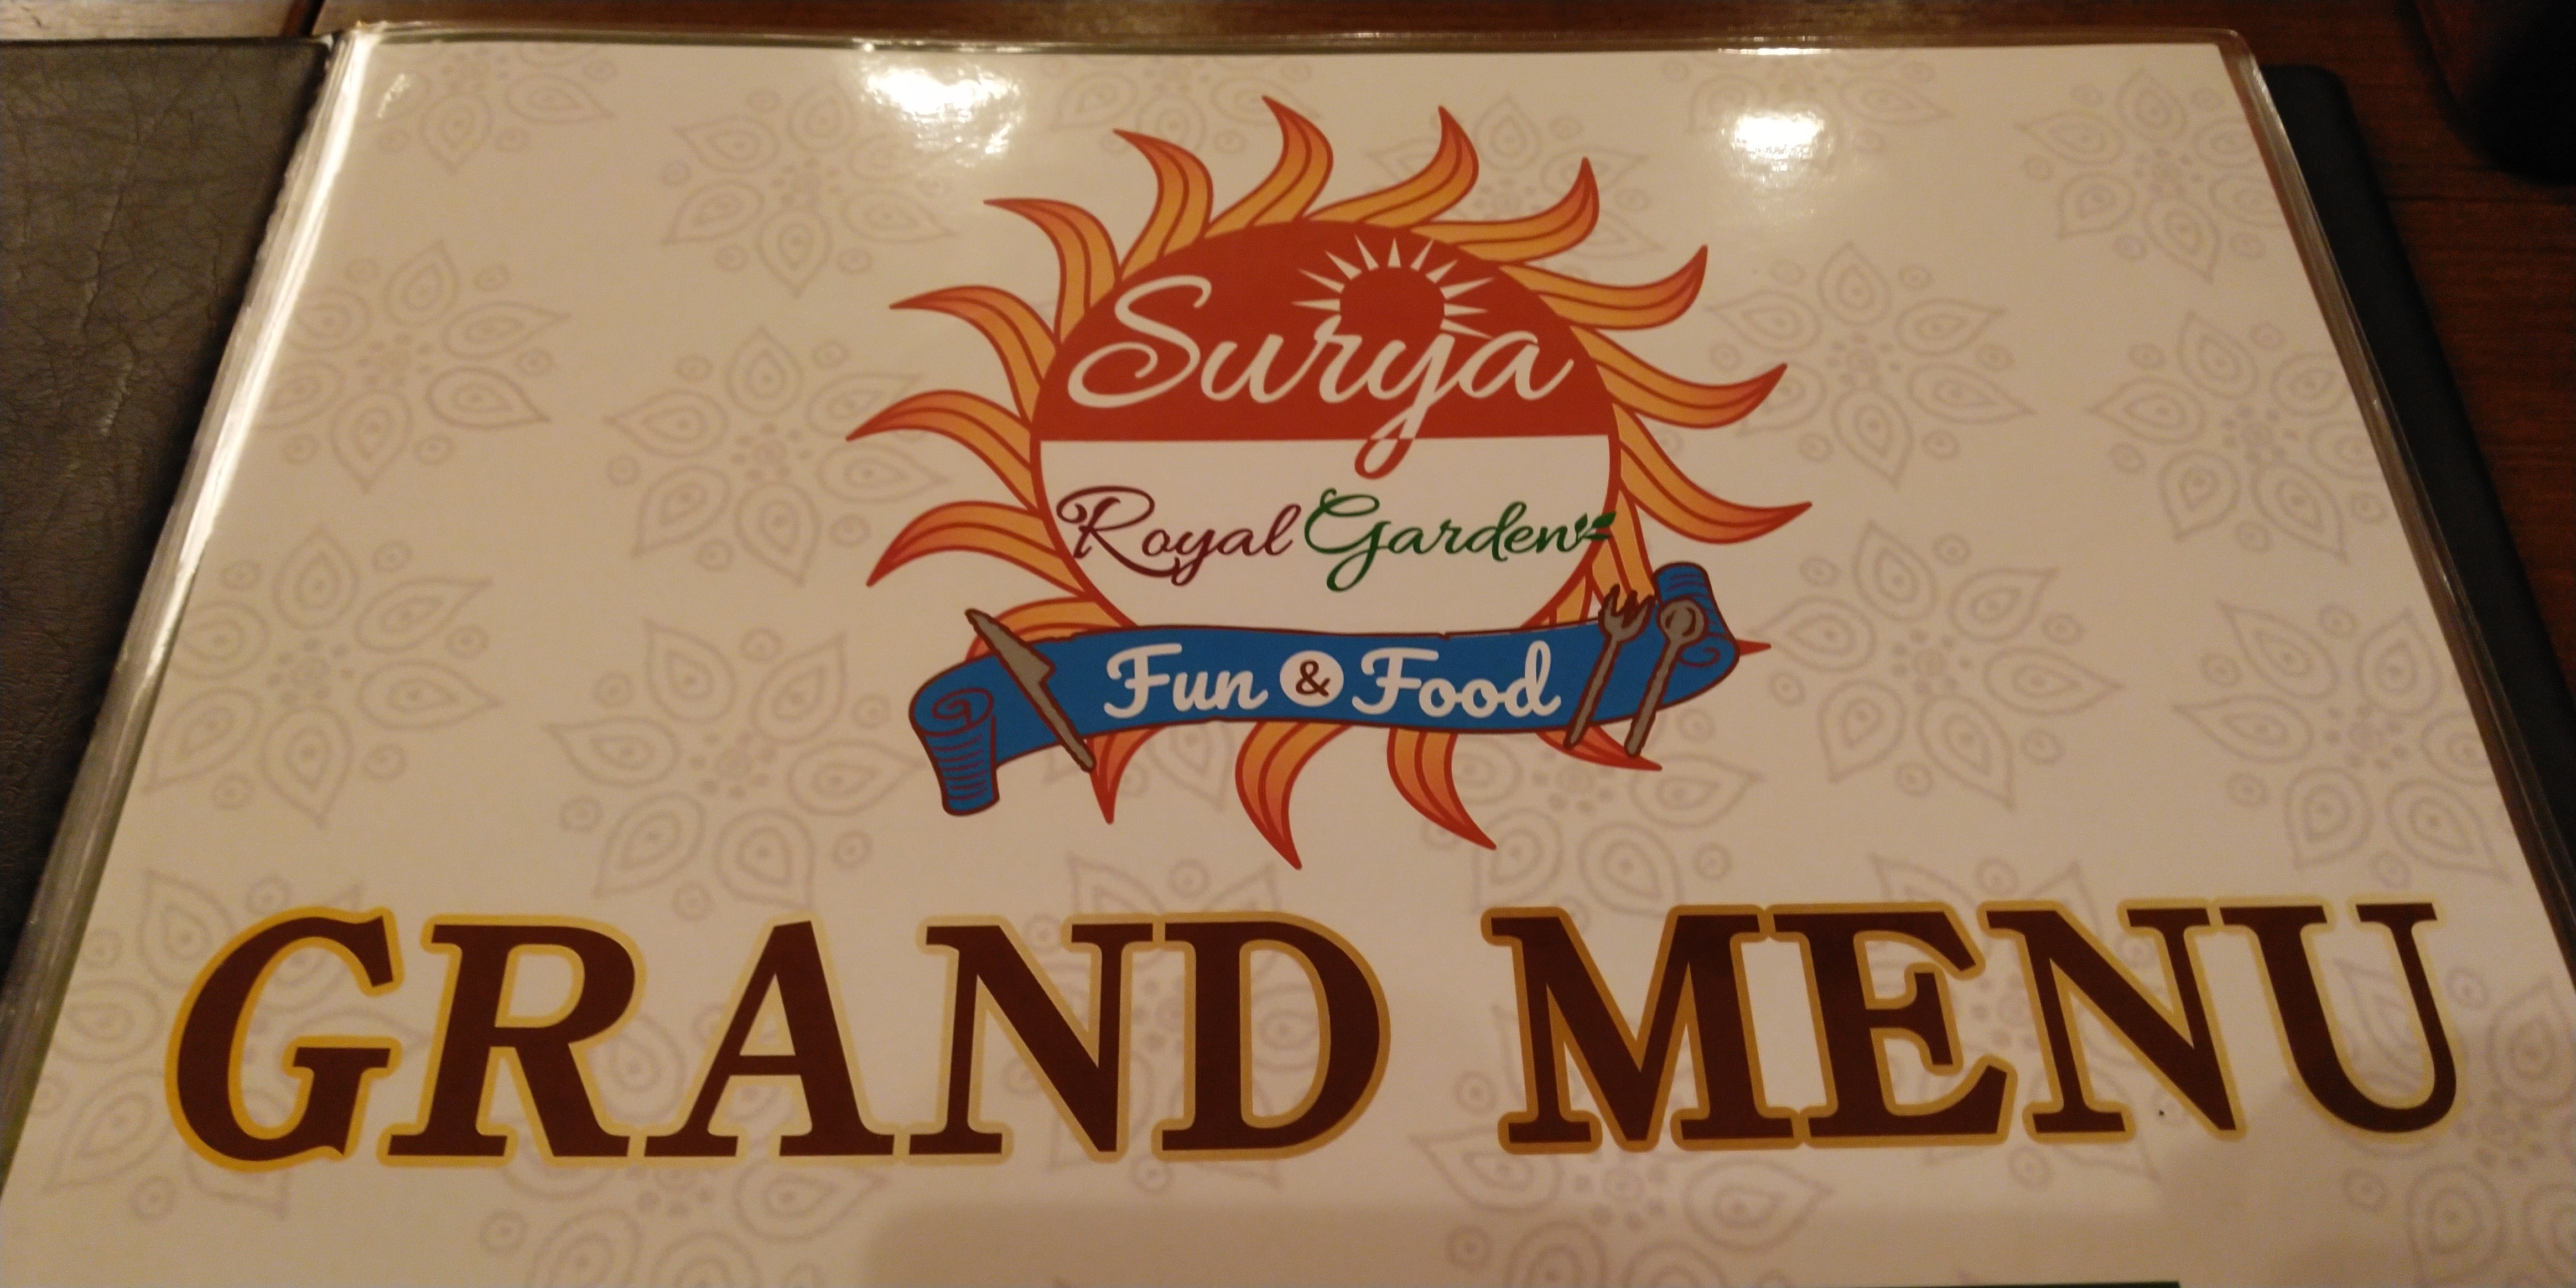 Surya
Royal Garden
Fun & Food
GRAND MENU